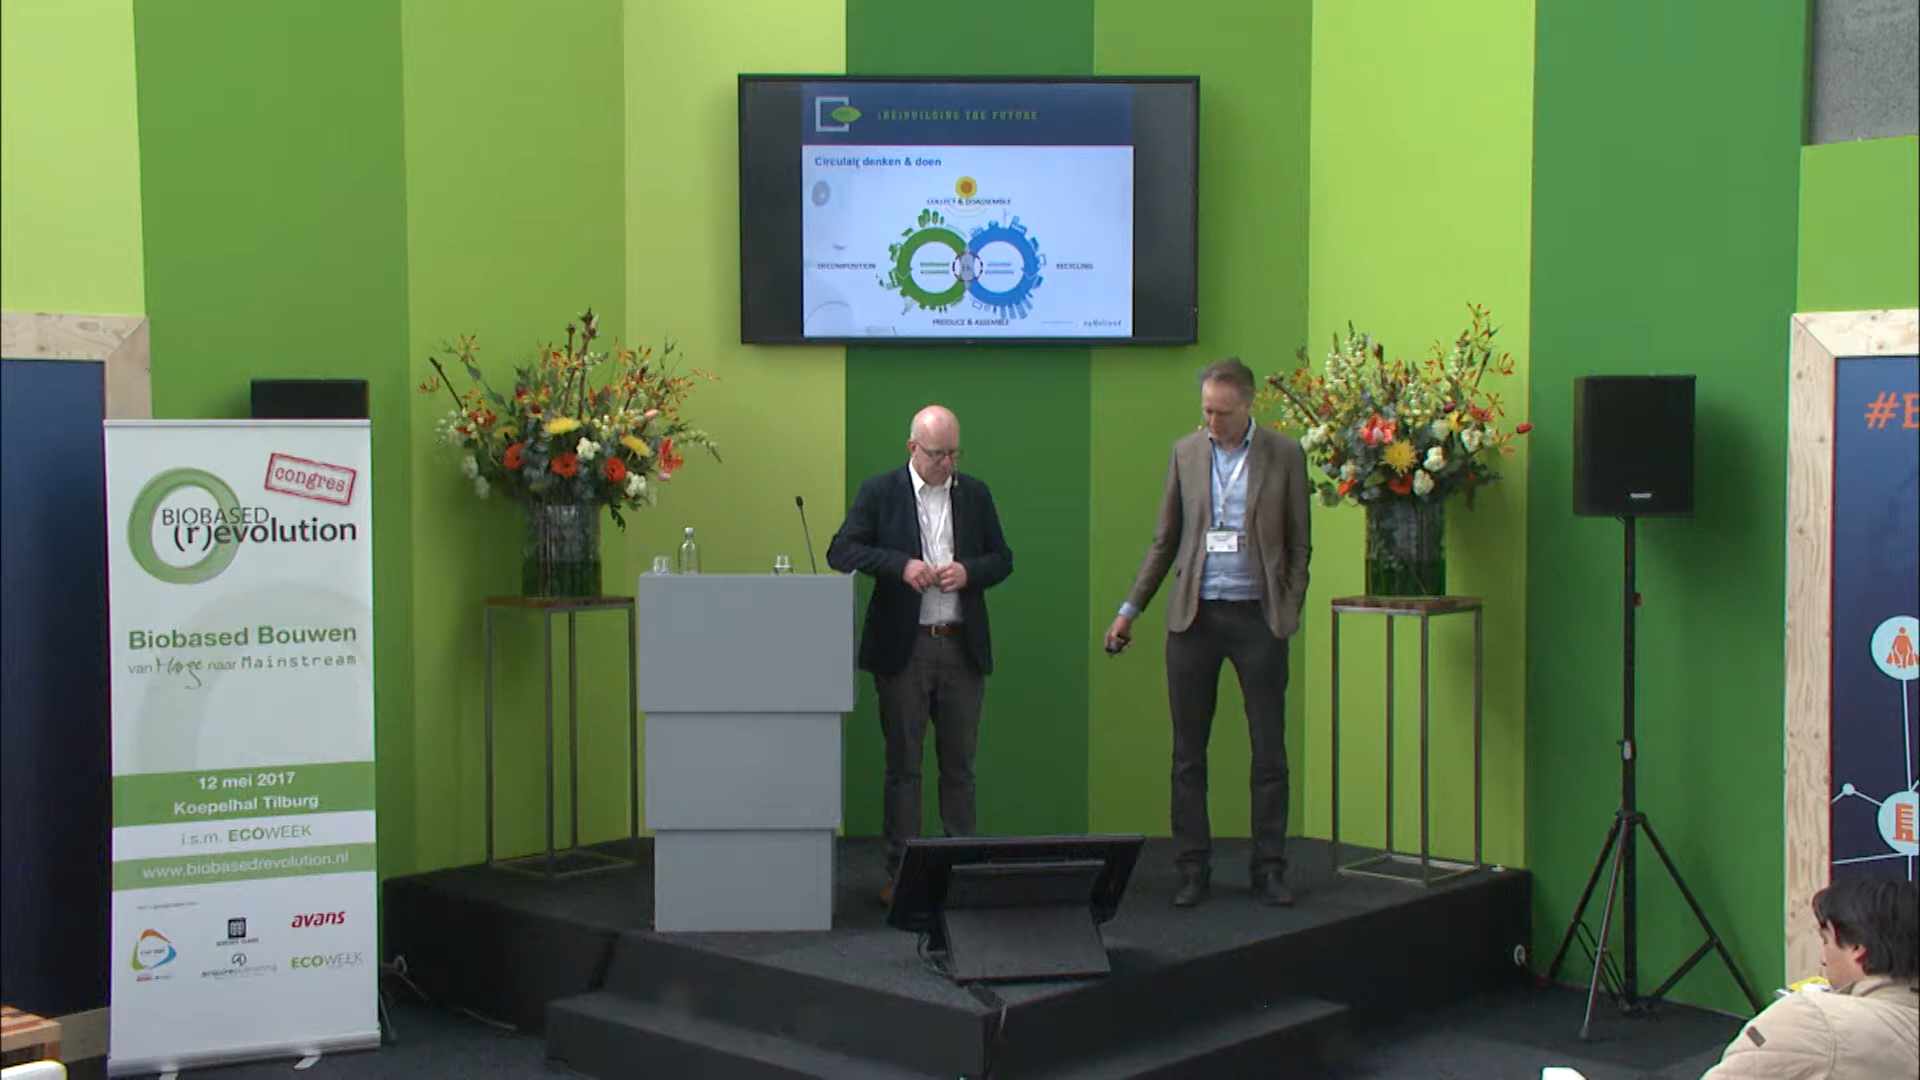 (RE)BUILDING THE FUTURE
Circulair denken & doen
COLLECT & DISASSEMBLE
DECOMPOSITION
RECYCLING
PRODUCE & ASSEMBLE
congres
BIOBASED
(r)evolution
Biobased Bouwen
van Marge naar Mainstream
12 mei 2017
Koepelhal Tilburg
i.s.m. ECOWEEK
www.biobasedrevolution.nl
avans
ECOWEEK
#